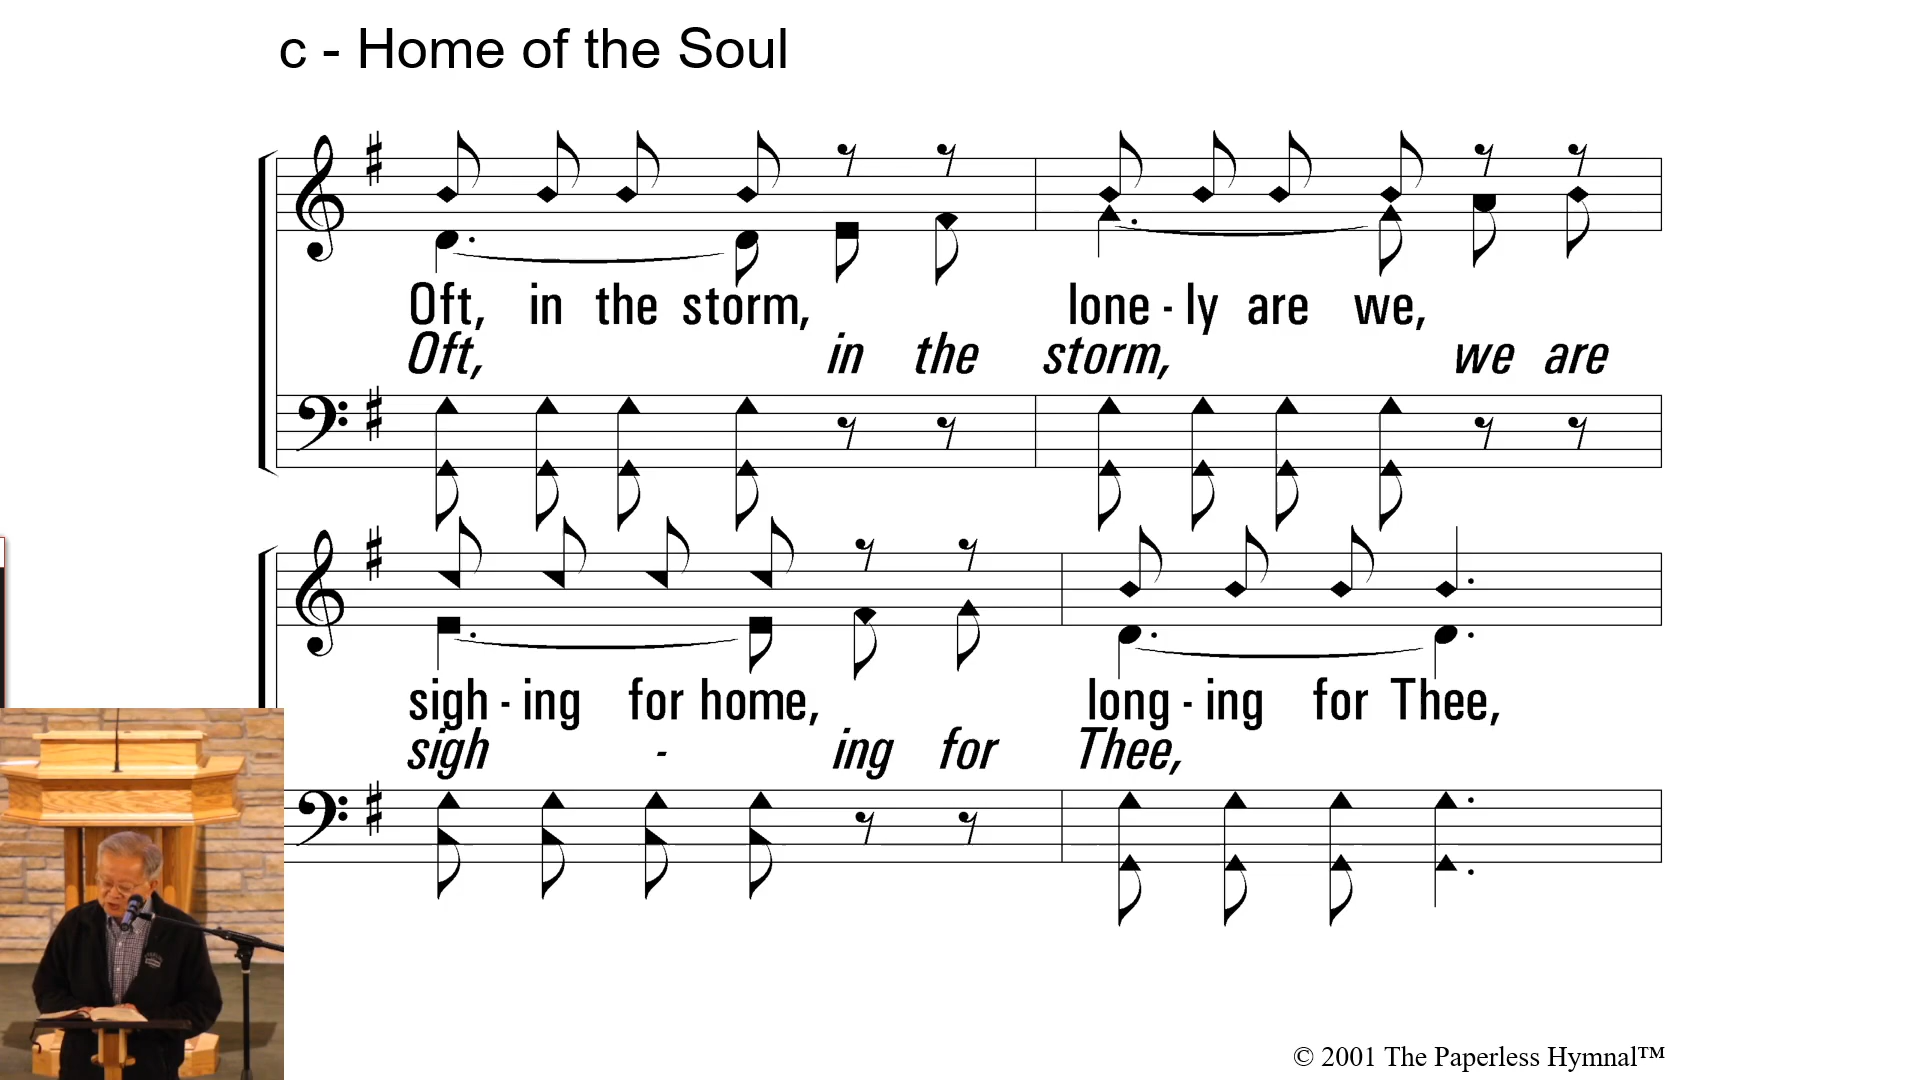 c - Home of the Soul
Oft, in the storm, lone - ly are we,
Oft, in the storm, we are
sigh - ing for home, long - ing for Thee,
sigh - ing for Thee,
© 2001 The Paperless Hymnal™